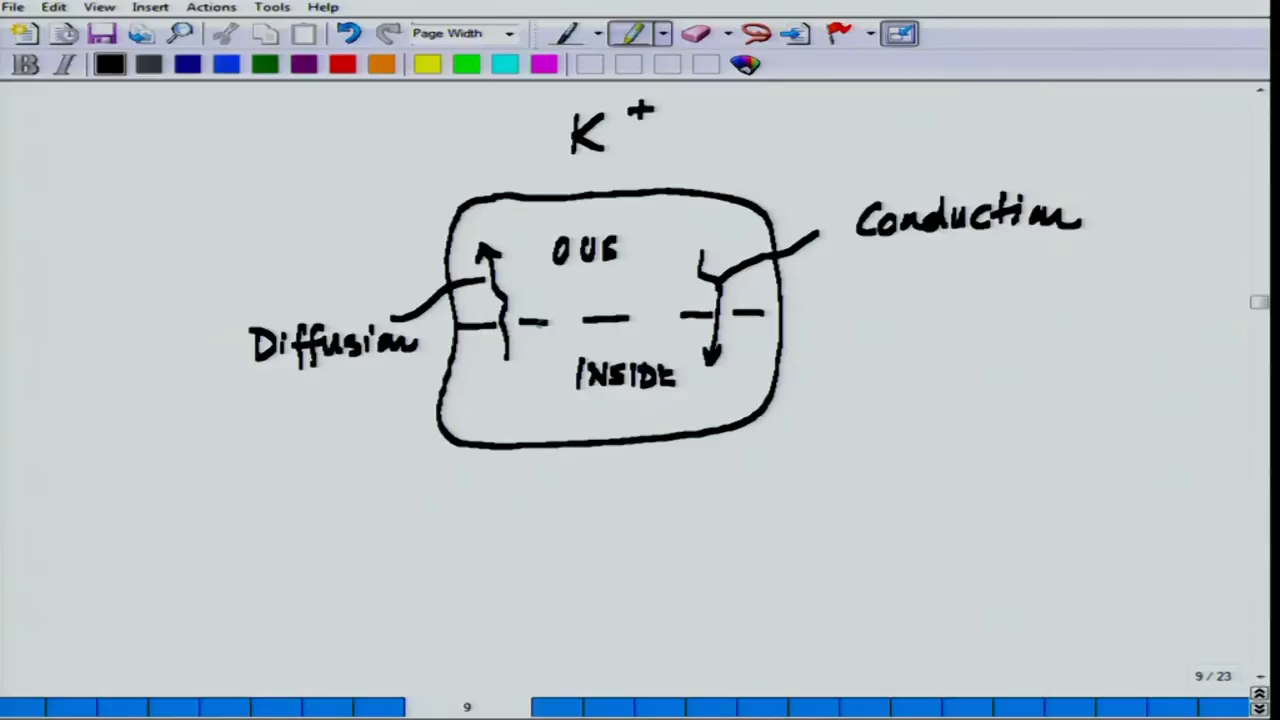 File Edit View Insert Actions Tools Help
Page Width
B I
K+
Conduction
OUT
Diffusion
INSIDE
9 / 23
9